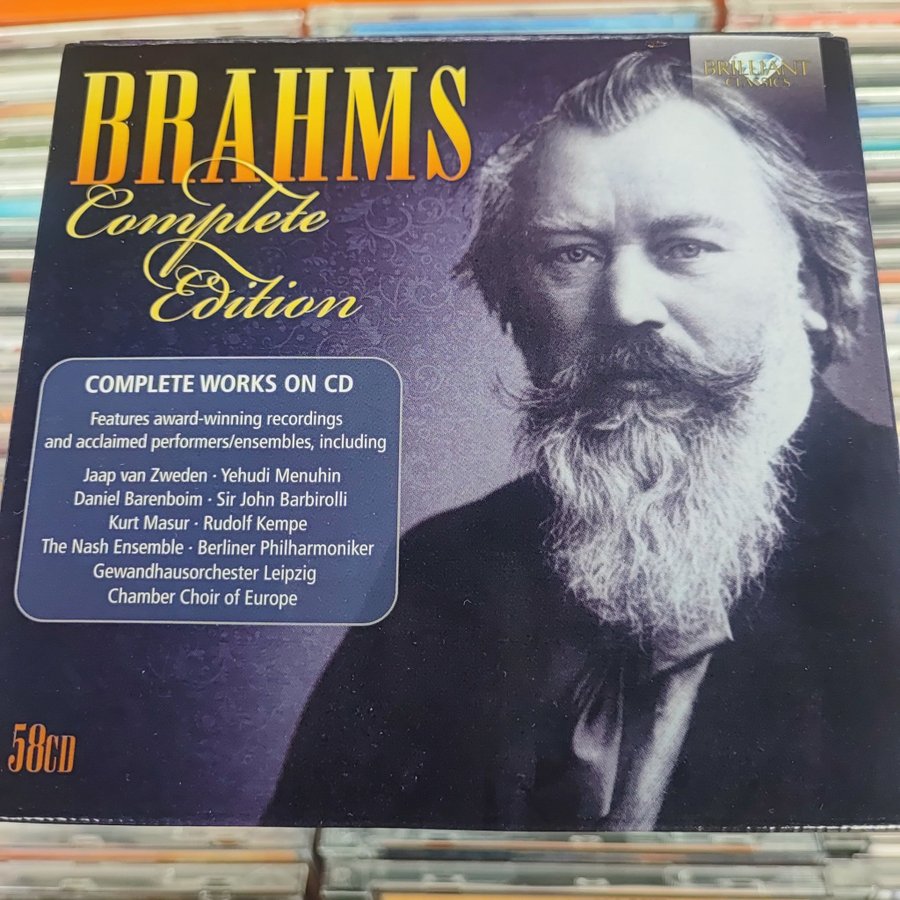 BRAHMS
Complete
Edition
BRILLIANT
CLASSICS
COMPLETE WORKS ON CD
Features award-winning recordings
and acclaimed performers/ensembles, including
Jaap van Zweden · Yehudi Menuhin
Daniel Barenboim · Sir John Barbirolli
Kurt Masur · Rudolf Kempe
The Nash Ensemble · Berliner Philharmoniker
Gewandhausorchester Leipzig
Chamber Choir of Europe
58CD